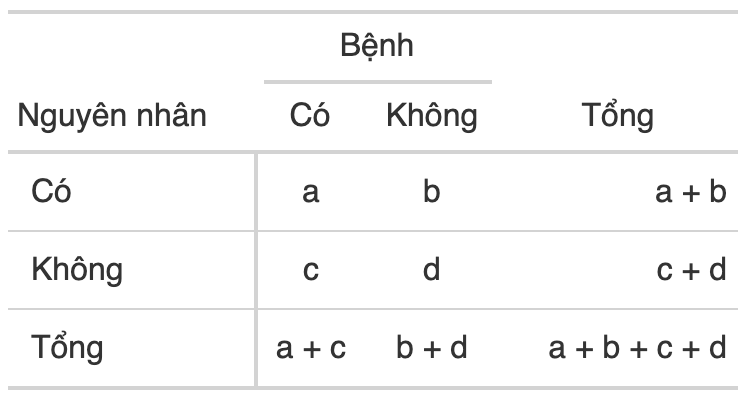 Bệnh
Nguyên nhân Có Không Tổng
Có a b a + b
Không c d c + d
Tổng a + c b + d a + b + c + d